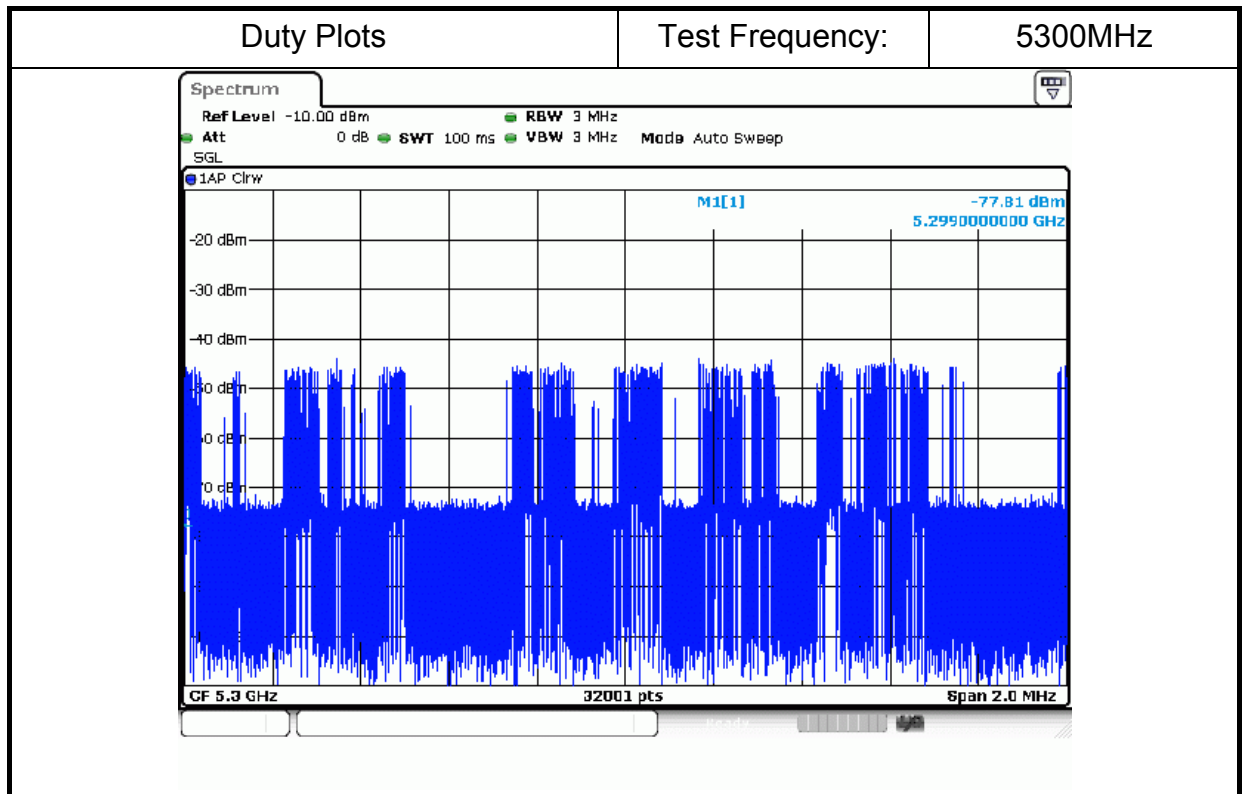 Duty Plots Test Frequency: 5300MHz
Spectrum
Ref Level -10.00 dBm RBW 3 MHz
Att 0 dB SWT 100 ms VBW 3 MHz Mode Auto Sweep
SGL
1AP Clrw
M1[1] -77.81 dBm
5.2990000000 GHz
-20 dBm
-30 dBm
-40 dBm
CF 5.3 GHz 32001 pts Span 2.0 MHz
Ready